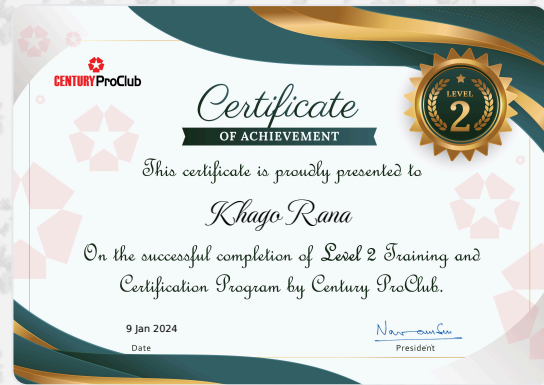 CENTURY ProClub
Certificate
OF ACHIEVEMENT
LEVEL
2
This certificate is proudly presented to
Khago Rana
On the successful completion of Level 2 Training and
Certification Program by Century ProClub.
9 Jan 2024
Date
President